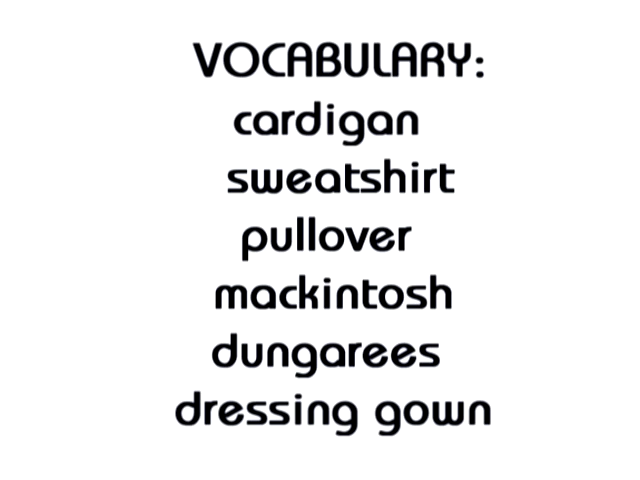 VOCABULARY:
cardigan
sweatshirt
pullover
mackintosh
dungarees
dressing gown